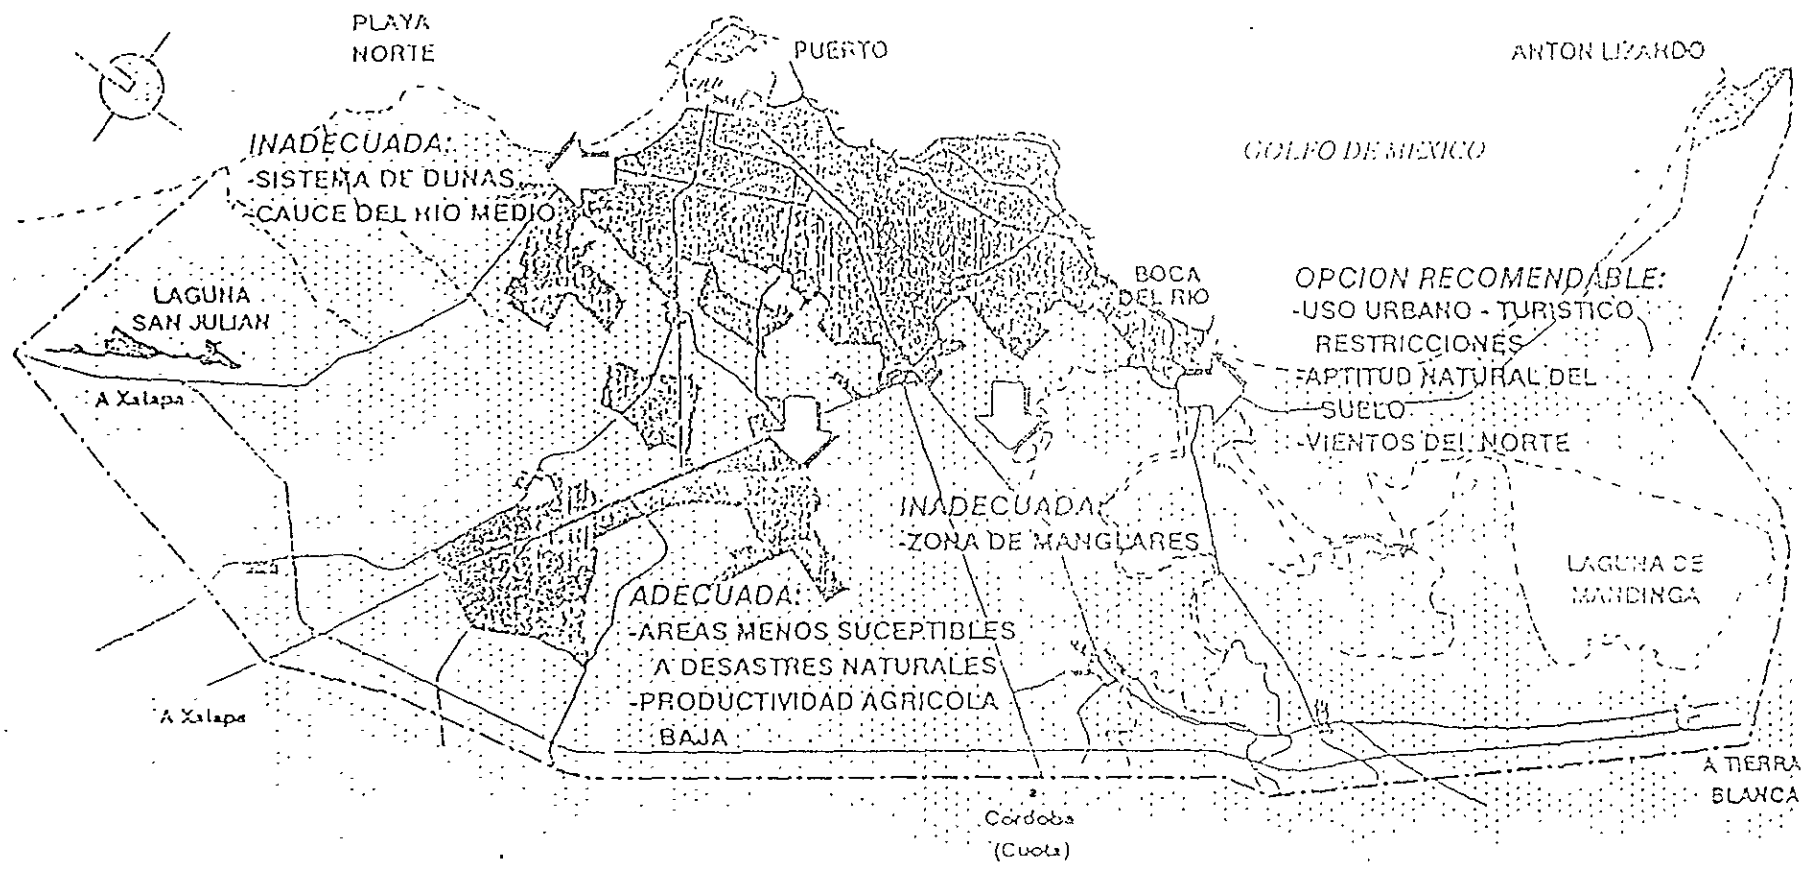 PLAYA
NORTE
PUERTO
ANTON LIZARDO
GOLFO DE MEXICO
INADECUADA:
-SISTEMA DE DUNAS
-CAUCE DEL RIO MEDIO
LAGUNA
SAN JULIAN
A Xalapa
BOCA
DEL RIO
OPCION RECOMENDABLE:
-USO URBANO - TURISTICO
RESTRICCIONES
-APTITUD NATURAL DEL
SUELO
-VIENTOS DEL NORTE
INADECUADA:
-ZONA DE MANGLARES
LAGUNA DE
MANDINGA
ADECUADA:
-AREAS MENOS SUCEPTIBLES
A DESASTRES NATURALES
-PRODUCTIVIDAD AGRICOLA
BAJA
A Xalapa
A TIERRA
BLANCA
Córdoba
(Cuota)